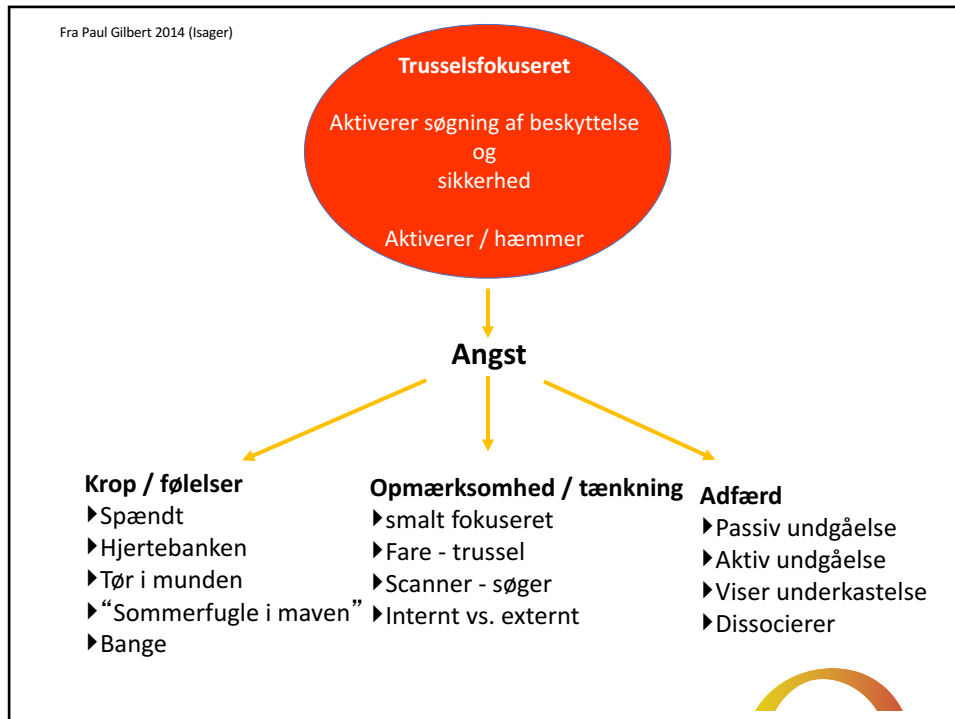 Fra Paul Gilbert 2014 (Isager)
Trusselsfokuseret
Aktiverer søgning af beskyttelse
og
sikkerhed
Aktiverer / hæmmer
Angst
Krop / følelser
Spændt
Hjertebanken
Tør i munden
“Sommerfugle i maven”
Bange
Opmærksomhed / tænkning
smalt fokuseret
Fare - trussel
Scanner - søger
Internt vs. externt
Adfærd
Passiv undgåelse
Aktiv undgåelse
Viser underkastelse
Dissocierer